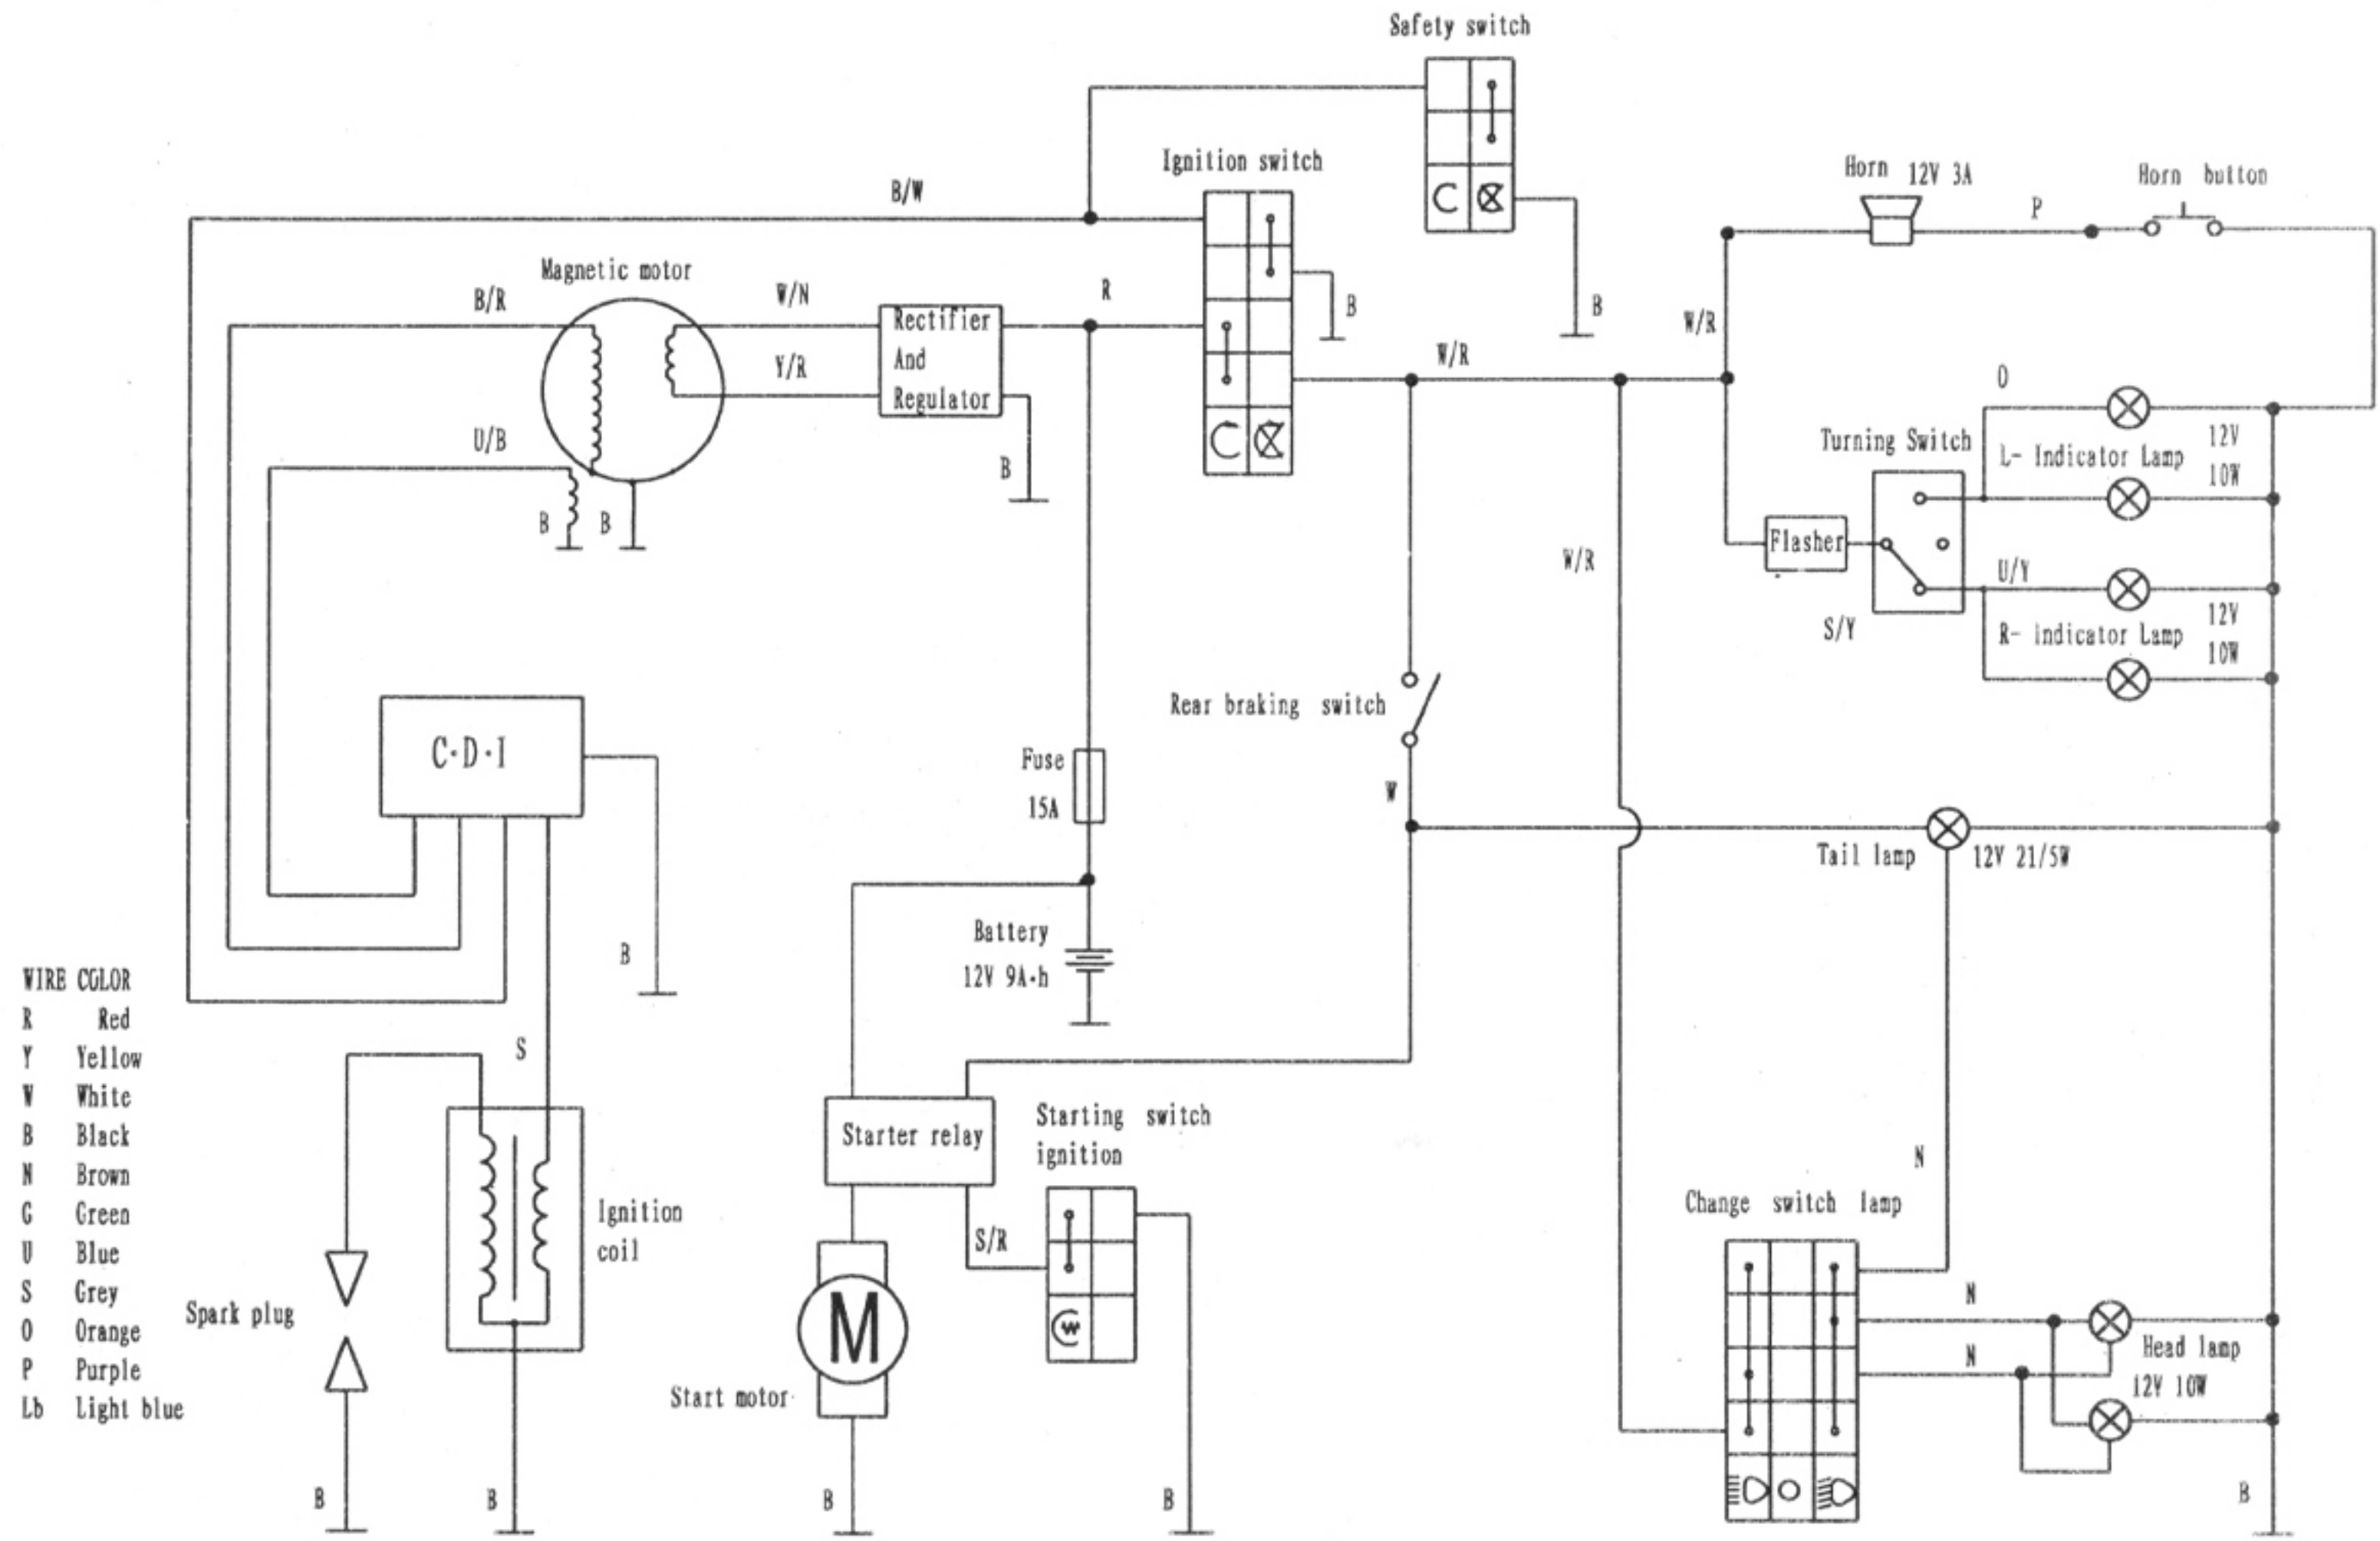 Safety switch
Ignition switch
B/W
Horn 12V 3A
Horn button
P
Magnetic motor
B/R
W/N
R
B
B
Rectifier
And
Regulator
W/R
W/R
Y/R
O
U/B
B
B
B
Turning Switch
L- Indicator Lamp
12V
10W
Flasher
W/R
U/Y
S/Y
R- Indicator Lamp
12V
10W
Rear braking switch
C·D·I
Fuse
15A
W
Tail lamp
12V 21/5W
Battery
12V 9A·h
B
WIRE COLOR
R Red
Y Yellow
W White
B Black
N Brown
G Green
U Blue
S Grey
O Orange
P Purple
Lb Light blue
S
Starter relay
Starting switch
ignition
N
Change switch lamp
Ignition
coil
S/R
N
N
Head lamp
12V 10W
Spark plug
M
Start motor
B
B
B
B
B